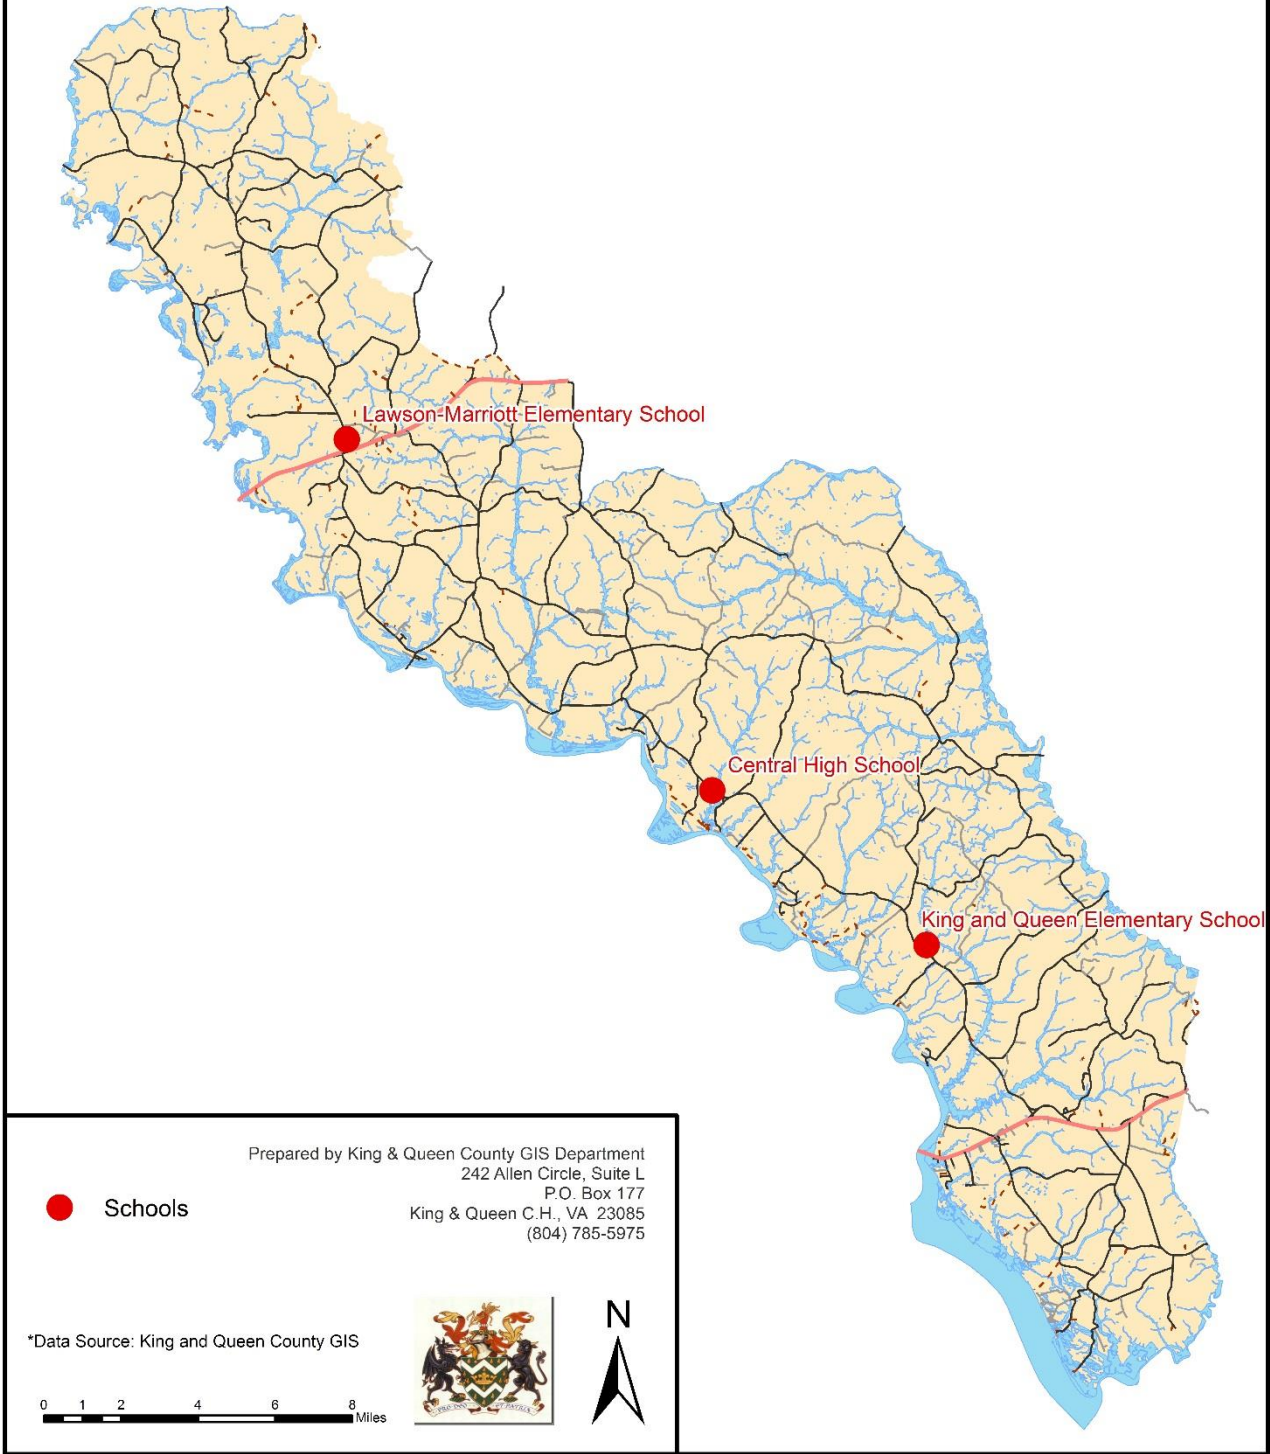 Lawson-Marriott Elementary School
Central High School
King and Queen Elementary School
Prepared by King & Queen County GIS Department
242 Allen Circle, Suite L
P.O. Box 177
King & Queen C.H., VA  23085
(804) 785-5975
Schools
N
*Data Source: King and Queen County GIS
0 1 2 4 6 8
Miles